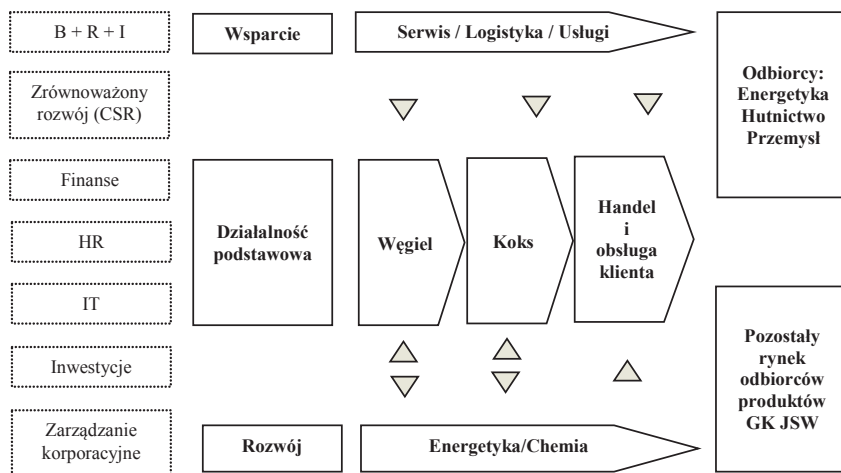 B + R + I
Zrównoważony
rozwój (CSR)
Finanse
HR
IT
Inwestycje
Zarządzanie
korporacyjne
Wsparcie
Serwis / Logistyka / Usługi
Działalność
podstawowa
Węgiel
Koks
Handel
i
obsługa
klienta
Rozwój
Energetyka/Chemia
Odbiorcy:
Energetyka
Hutnictwo
Przemysł
Pozostały
rynek
odbiorców
produktów
GK JSW